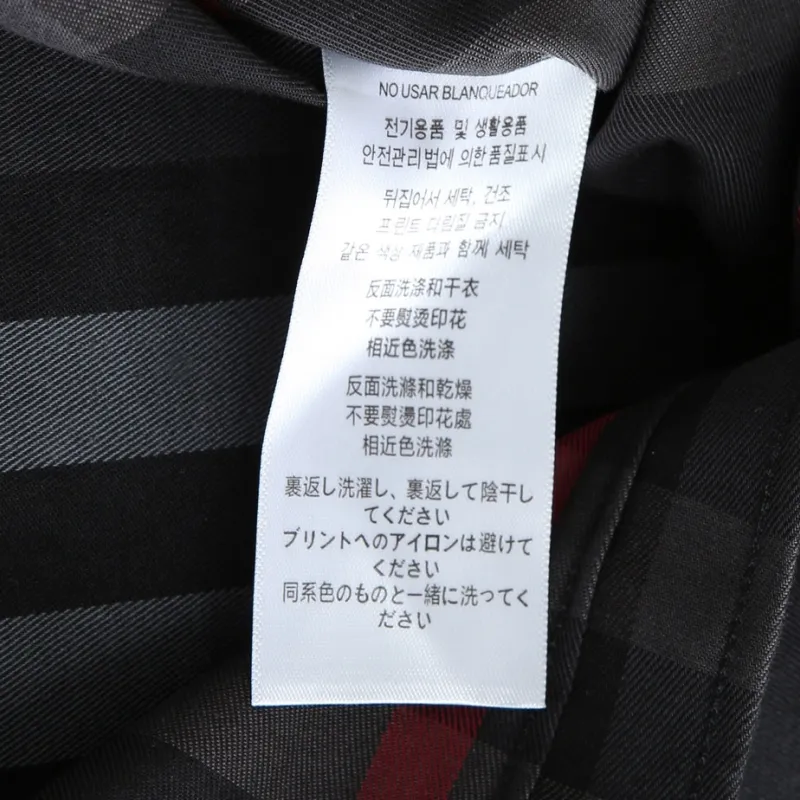 NO USAR BLANQUEADOR
전기용품 및 생활용품
안전관리법에 의한 품질표시
뒤집어서 세탁, 건조
프린트 다림질 금지
같은 색상 제품과 함께 세탁
反面洗涤和干衣
不要熨烫印花
相近色洗涤
反面洗滌和乾燥
不要熨燙印花處
相近色洗滌
裏返し洗濯し、裏返して陰干し
てください
プリントへのアイロンは避けて
ください
同系色のものと一緒に洗ってく
ださい